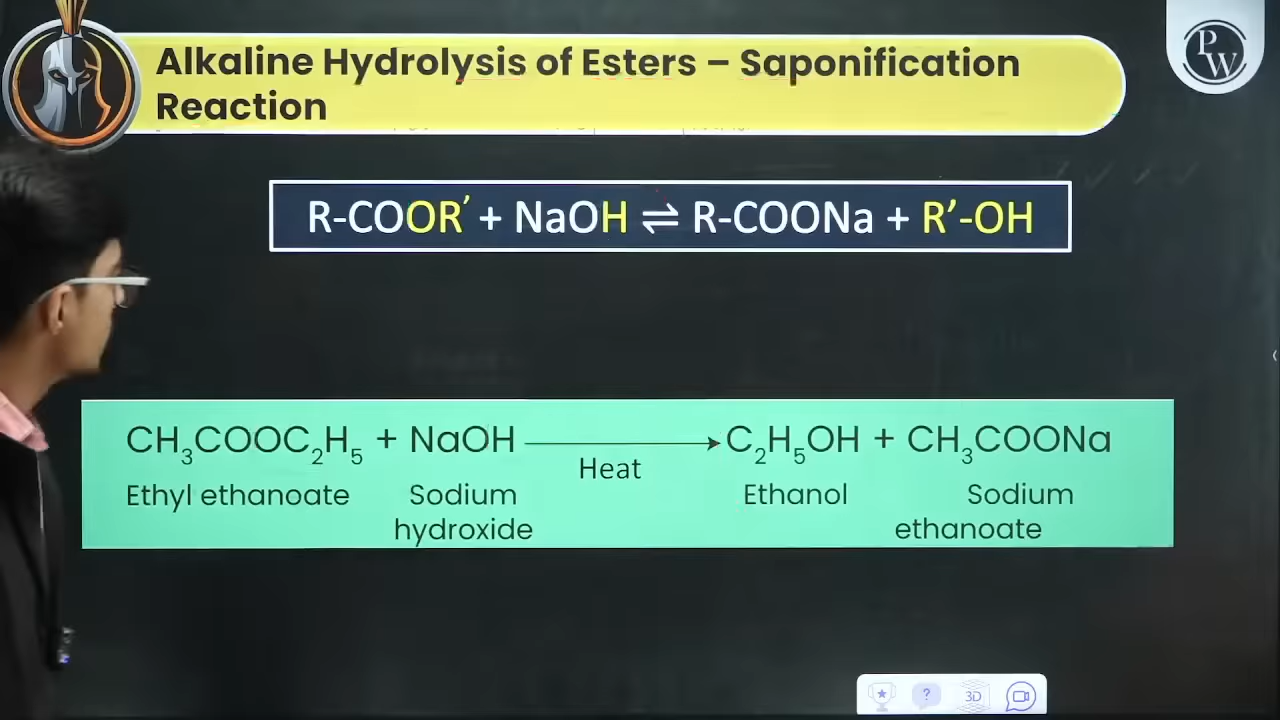 Alkaline Hydrolysis of Esters – Saponification
Reaction
P
W
R-COOR’ + NaOH ⇌ R-COONa + R’-OH
CH₃COOC₂H₅ + NaOH ⟶ C₂H₅OH + CH₃COONa
Heat
Ethyl ethanoate Sodium Ethanol Sodium
hydroxide ethanoate
? 3D